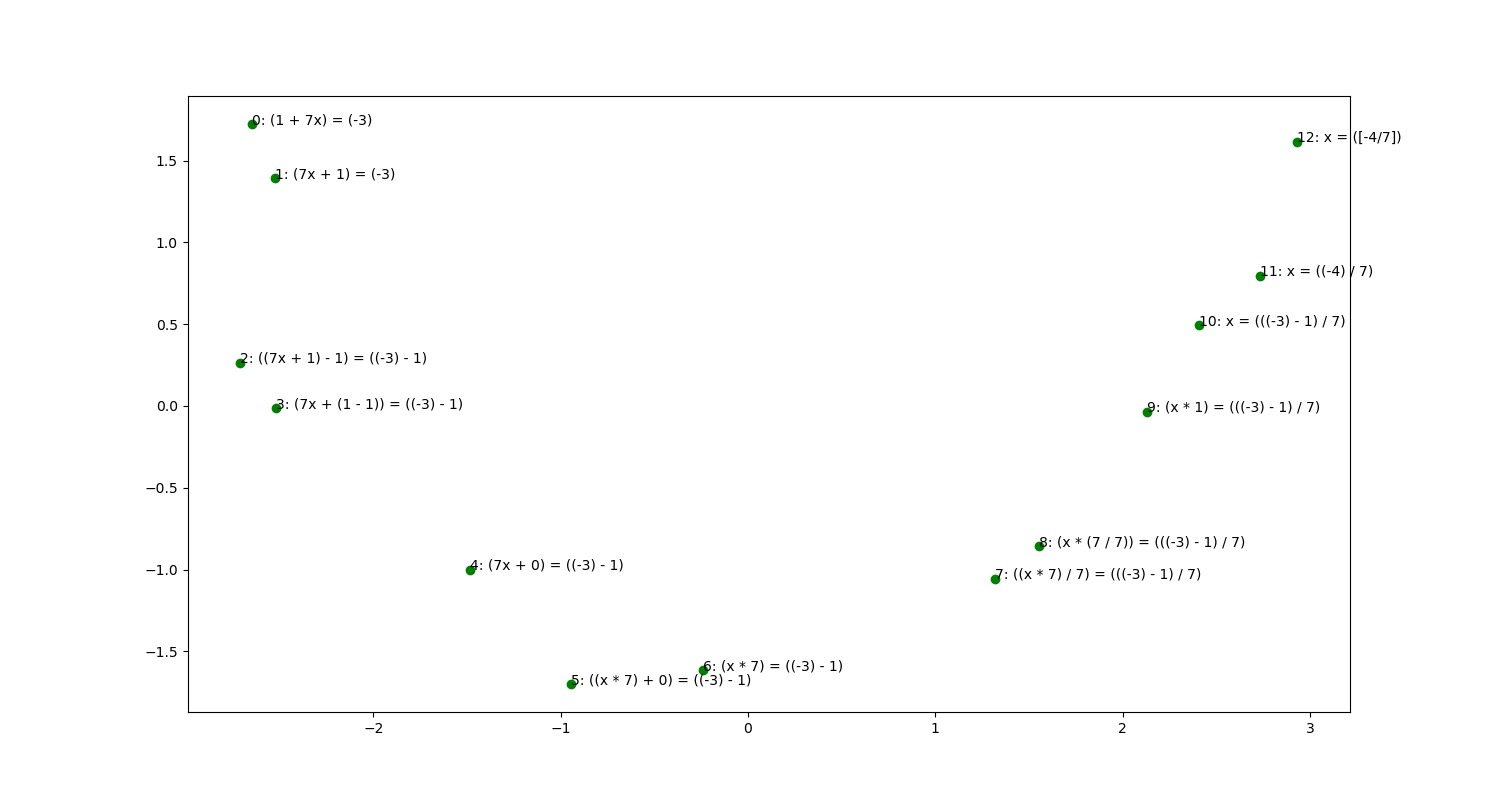 0: (1 + 7x) = (-3)
12: x = ([-4/7])
1.5
1: (7x + 1) = (-3)
1.0
11: x = ((-4) / 7)
0.5
10: x = (((-3) - 1) / 7)
2: ((7x + 1) - 1) = ((-3) - 1)
0.0
3: (7x + (1 - 1)) = ((-3) - 1)
9: (x * 1) = (((-3) - 1) / 7)
−0.5
8: (x * (7 / 7)) = (((-3) - 1) / 7)
−1.0
4: (7x + 0) = ((-3) - 1)
7: ((x * 7) / 7) = (((-3) - 1) / 7)
−1.5
6: (x * 7) = ((-3) - 1)
5: ((x * 7) + 0) = ((-3) - 1)
−2 −1 0 1 2 3